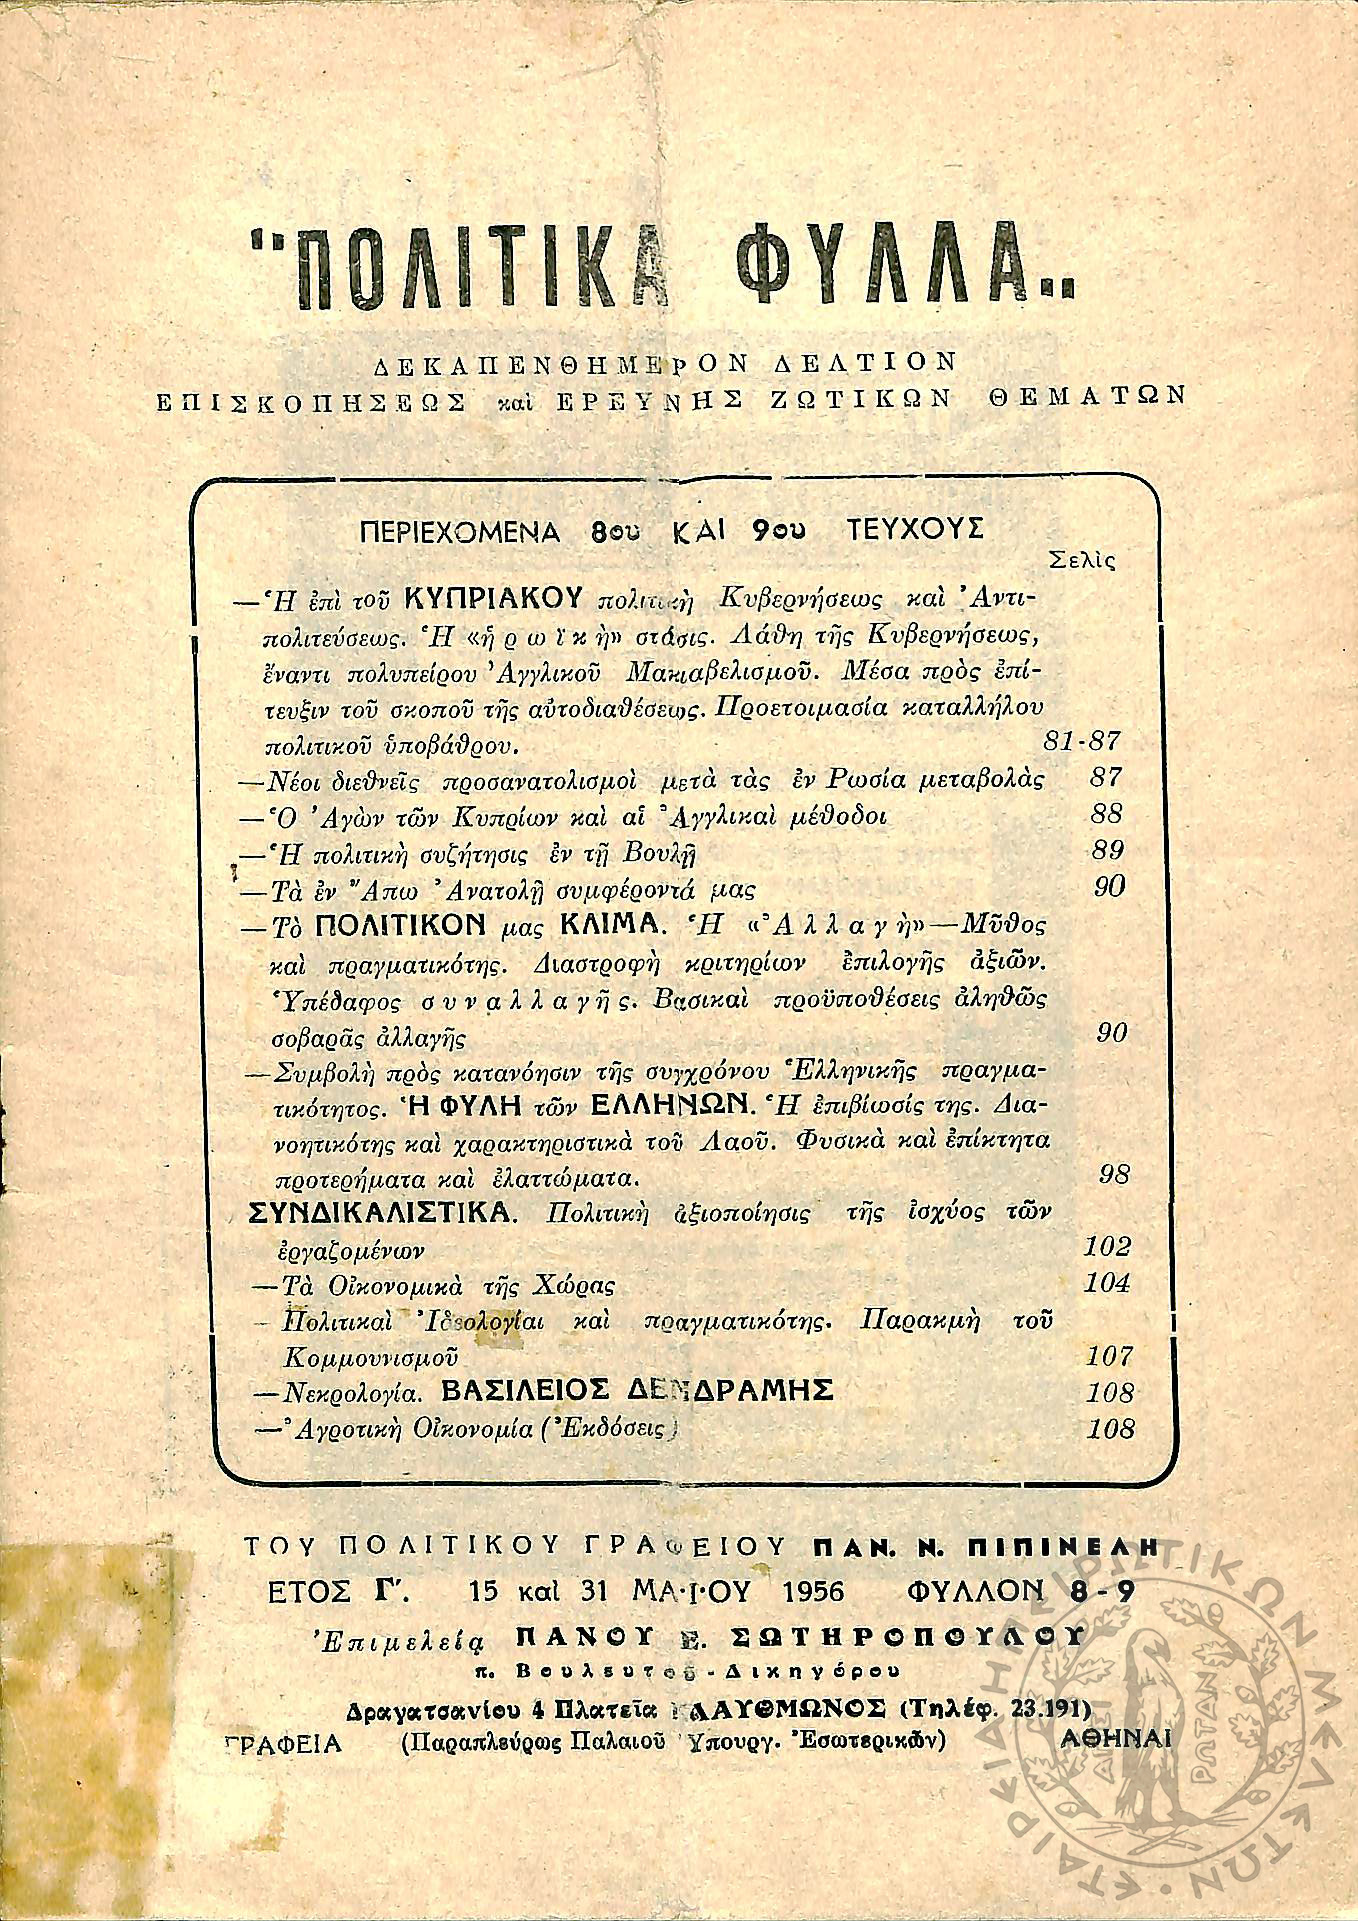 "ΠΟΛΙΤΙΚΑ ΦΥΛΛΑ„
ΔΕΚΑΠΕΝΘΗΜΕΡΟΝ ΔΕΛΤΙΟΝ
ΕΠΙΣΚΟΠΗΣΕΩΣ καὶ ΕΡΕΥΝΗΣ ΖΩΤΙΚΩΝ ΘΕΜΑΤΩΝ
ΠΕΡΙΕΧΟΜΕΝΑ 8ου ΚΑΙ 9ου ΤΕΥΧΟΥΣ
Σελὶς
—Ἡ ἐπὶ τοῦ ΚΥΠΡΙΑΚΟΥ πολιτικὴ Κυβερνήσεως καὶ Ἀντι-
πολιτεύσεως. Ἡ «ἡρωϊκὴ» στάσις. Λάθη τῆς Κυβερνήσεως,
ἔναντι πολυπείρου Ἀγγλικοῦ Μακιαβελισμοῦ. Μέσα πρὸς ἐπί-
τευξιν τοῦ σκοποῦ τῆς αὐτοδιαθέσεως. Προετοιμασία καταλλήλου
πολιτικοῦ ὑποβάθρου. 81-87
—Νέοι διεθνεῖς προσανατολισμοὶ μετὰ τὰς ἐν Ρωσία μεταβολὰς 87
—Ὁ Ἀγὼν τῶν Κυπρίων καὶ αἱ Ἀγγλικαὶ μέθοδοι 88
—Ἡ πολιτικὴ συζήτησις ἐν τῇ Βουλῇ 89
—Τὰ ἐν Ἄπω Ἀνατολῇ συμφέροντά μας 90
—Τὸ ΠΟΛΙΤΙΚΟΝ μας ΚΛΙΜΑ. Ἡ «Ἀλλαγὴ»—Μῦθος
καὶ πραγματικότης. Διαστροφὴ κριτηρίων ἐπιλογῆς ἀξιῶν.
Ὑπέδαφος συναλλαγῆς. Βασικαὶ προϋποθέσεις ἀληθῶς
σοβαρᾶς ἀλλαγῆς 90
—Συμβολὴ πρὸς κατανόησιν τῆς συγχρόνου Ἑλληνικῆς πραγμα-
τικότητος. Ἡ ΦΥΛΗ τῶν ΕΛΛΗΝΩΝ. Ἡ ἐπιβίωσίς της. Δια-
νοητικότης καὶ χαρακτηριστικὰ τοῦ Λαοῦ. Φυσικὰ καὶ ἐπίκτητα
προτερήματα καὶ ἐλαττώματα. 98
ΣΥΝΔΙΚΑΛΙΣΤΙΚΑ. Πολιτικὴ ἀξιοποίησις τῆς ἰσχύος τῶν
ἐργαζομένων 102
—Τὰ Οἰκονομικὰ τῆς Χώρας 104
- Πολιτικαὶ Ἰδεολογίαι καὶ πραγματικότης. Παρακμὴ τοῦ
Κομμουνισμοῦ 107
—Νεκρολογία. ΒΑΣΙΛΕΙΟΣ ΔΕΝΔΡΑΜΗΣ 108
—Ἀγροτικὴ Οἰκονομία (Ἐκδόσεις) 108
ΤΟΥ ΠΟΛΙΤΙΚΟΥ ΓΡΑΦΕΙΟΥ ΠΑΝ. Ν. ΠΙΠΙΝΕΛΗ
ΕΤΟΣ Γ΄. 15 καὶ 31 ΜΑ·Ι·ΟΥ 1956 ΦΥΛΛΟΝ 8-9
Ἐπιμελείᾳ ΠΑΝΟΥ Ε. ΣΩΤΗΡΟΠΟΥΛΟΥ
π. Βουλευτοῦ-Δικηγόρου
Δραγατσανίου 4 Πλατεῖα ΚΛΑΥΘΜΩΝΟΣ (Τηλέφ. 23.191)
ΓΡΑΦΕΙΑ (Παραπλεύρως Παλαιοῦ Ὑπουργ. Ἐσωτερικῶν) ΑΘΗΝΑΙ
ΕΤΑΙΡΕΙΑ ΗΠΕΙΡΩΤΙΚΩΝ ΜΕΛΕΤΩΝ
ΑΠΕΙΡΩΤΑΝ